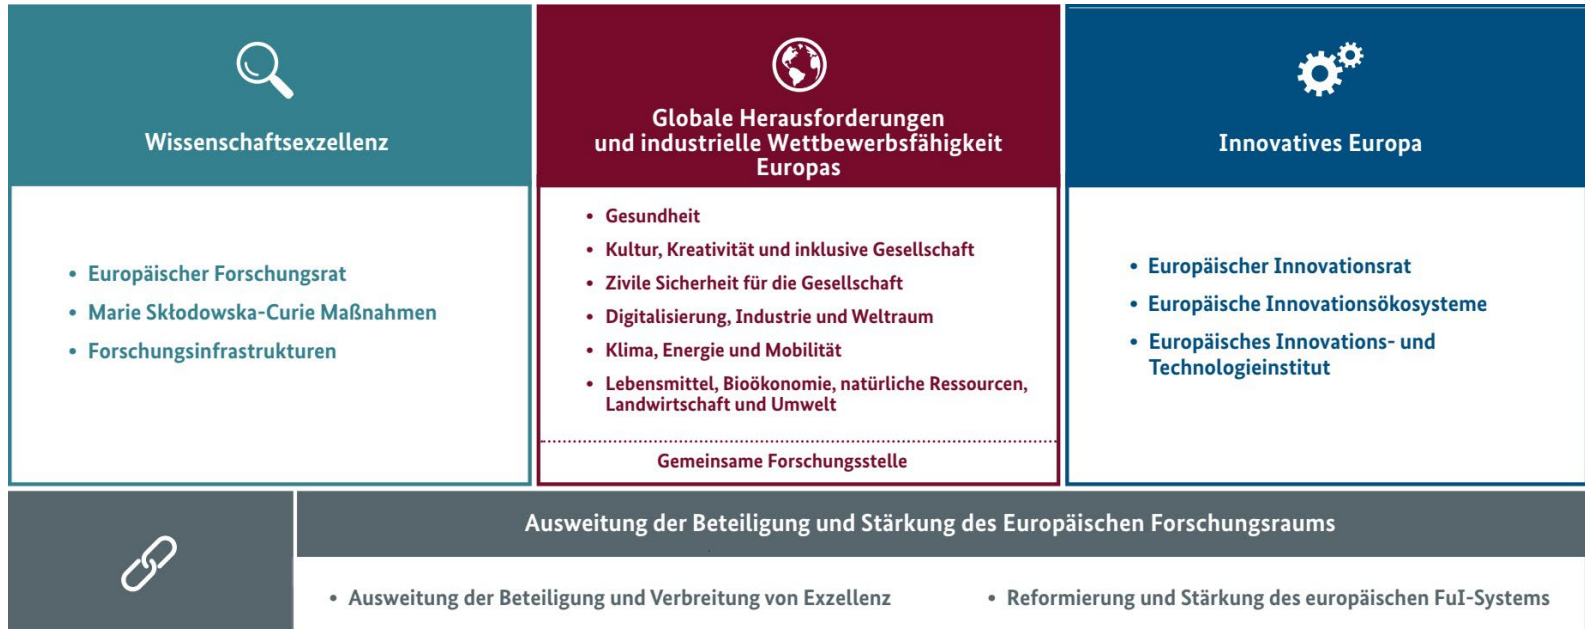 Wissenschaftsexzellenz
• Europäischer Forschungsrat
• Marie Skłodowska-Curie Maßnahmen
• Forschungsinfrastrukturen
Globale Herausforderungen
und industrielle Wettbewerbsfähigkeit
Europas
• Gesundheit
• Kultur, Kreativität und inklusive Gesellschaft
• Zivile Sicherheit für die Gesellschaft
• Digitalisierung, Industrie und Weltraum
• Klima, Energie und Mobilität
• Lebensmittel, Bioökonomie, natürliche Ressourcen,
Landwirtschaft und Umwelt
Gemeinsame Forschungsstelle
Innovatives Europa
• Europäischer Innovationsrat
• Europäische Innovationsökosysteme
• Europäisches Innovations- und
Technologieinstitut
Ausweitung der Beteiligung und Stärkung des Europäischen Forschungsraums
• Ausweitung der Beteiligung und Verbreitung von Exzellenz
• Reformierung und Stärkung des europäischen FuI-Systems